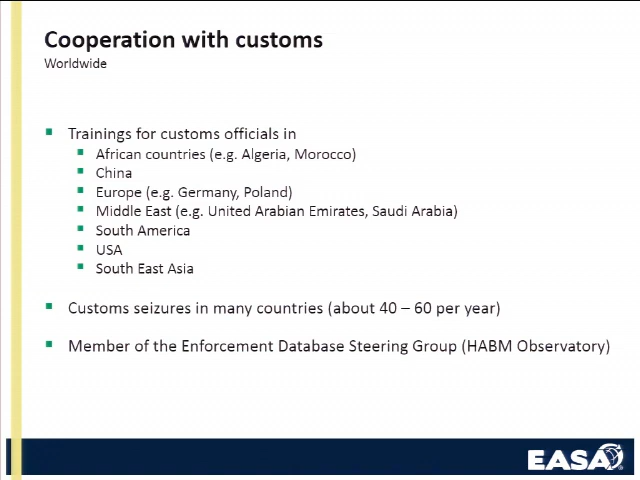 Cooperation with customs
Worldwide
Trainings for customs officials in
African countries (e.g. Algeria, Morocco)
China
Europe (e.g. Germany, Poland)
Middle East (e.g. United Arabian Emirates, Saudi Arabia)
South America
USA
South East Asia
Customs seizures in many countries (about 40 – 60 per year)
Member of the Enforcement Database Steering Group (HABM Observatory)
EASA